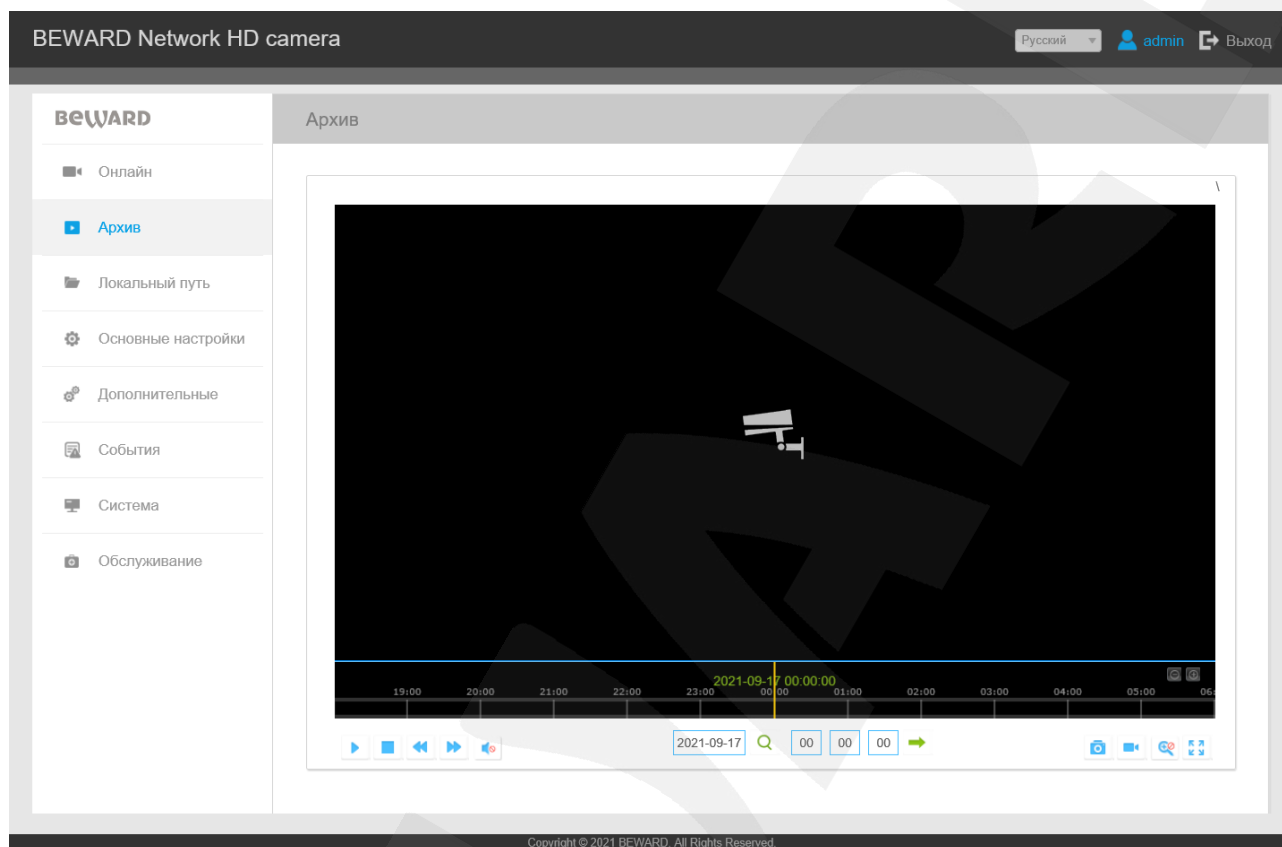 BEWARD Network HD camera
Русский
admin
Выход
BEWARD
Архив
Онлайн
\
Архив
Локальный путь
Основные настройки
Дополнительные
События
Система
Обслуживание
2021-09-17 00:00:00
19:00 20:00 21:00 22:00 23:00 00:00 01:00 02:00 03:00 04:00 05:00 06:
2021-09-17 00 00 00
Copyright © 2021 BEWARD. All Rights Reserved.